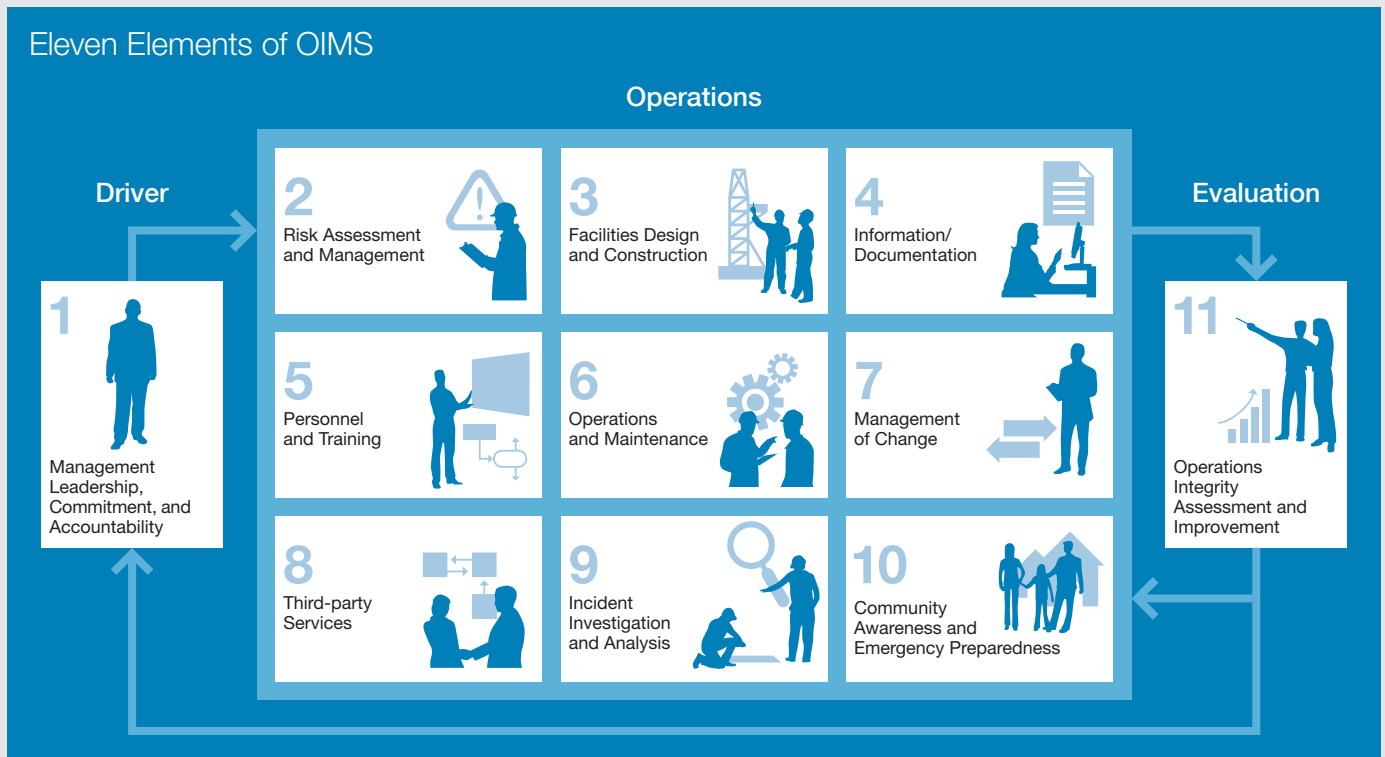 Eleven Elements of OIMS
Operations
Driver
Evaluation
1
Management
Leadership,
Commitment, and
Accountability
2
Risk Assessment
and Management
3
Facilities Design
and Construction
4
Information/
Documentation
5
Personnel
and Training
6
Operations
and Maintenance
7
Management
of Change
8
Third-party
Services
9
Incident
Investigation
and Analysis
10
Community
Awareness and
Emergency Preparedness
11
Operations
Integrity
Assessment and
Improvement